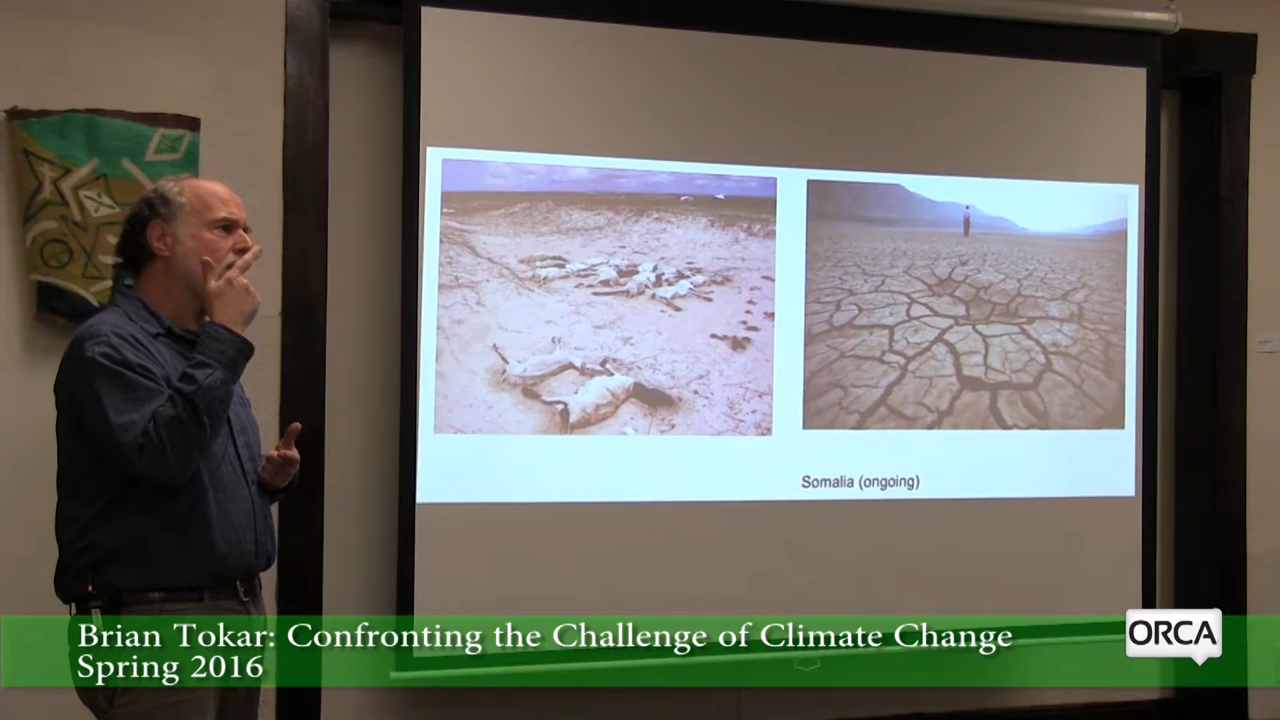 Somalia (ongoing)
Brian Tokar: Confronting the Challenge of Climate Change
Spring 2016
ORCA